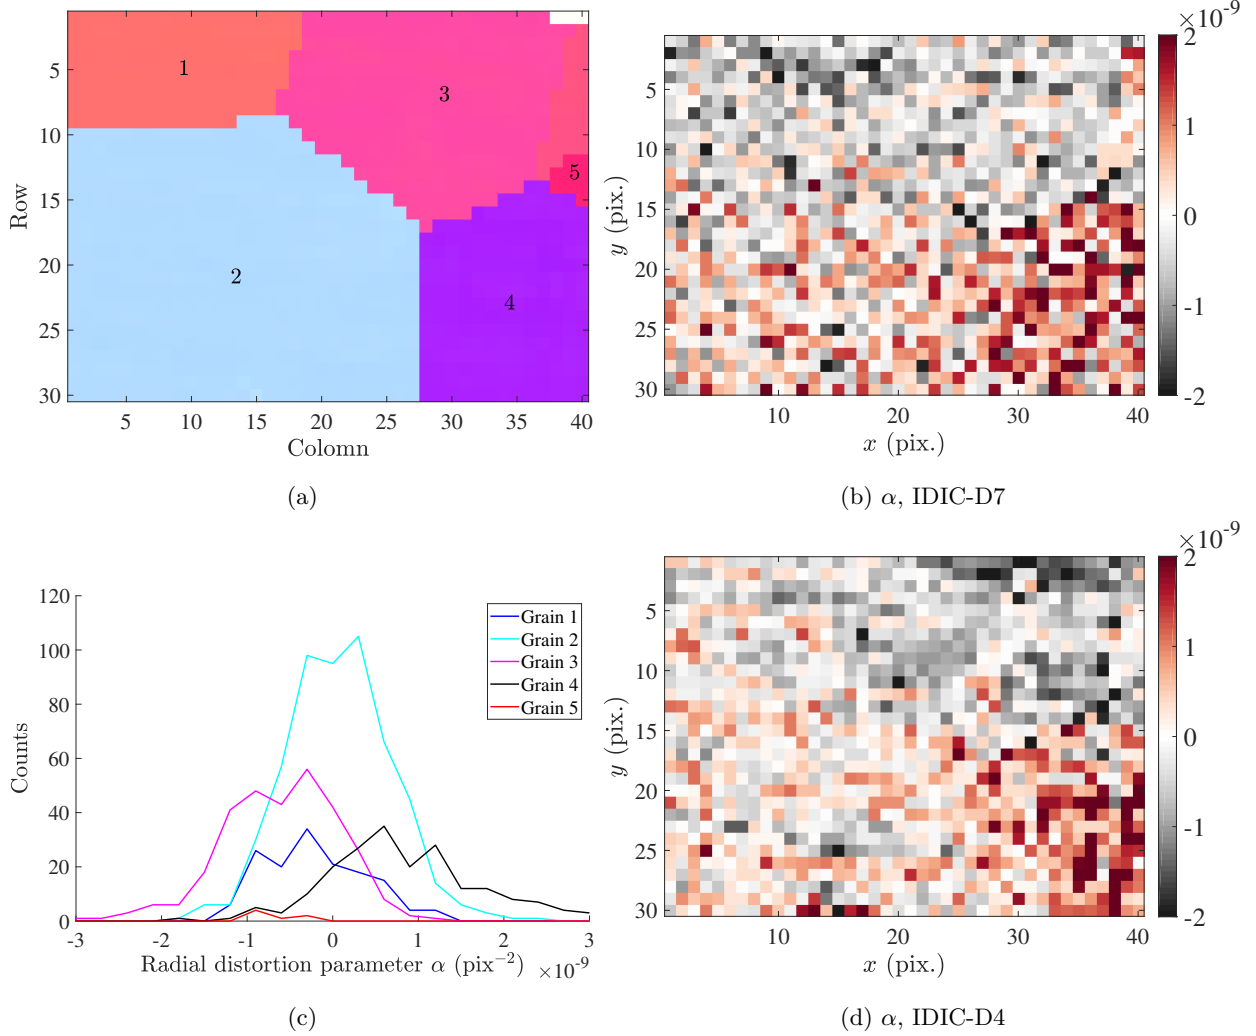 1
3
5
2
4
5
10
15
20
25
30
5 10 15 20 25 30 35 40
Row
Colomn
(a)
×10⁻⁹
5
10
15
20
25
30
10 20 30 40
y (pix.)
x (pix.)
2
1
0
-1
-2
(b) α, IDIC-D7
120
100
80
60
40
20
0
-3 -2 -1 0 1 2 3
Counts
Grain 1
Grain 2
Grain 3
Grain 4
Grain 5
Radial distortion parameter α (pix⁻²) ×10⁻⁹
(c)
×10⁻⁹
5
10
15
20
25
30
10 20 30 40
y (pix.)
x (pix.)
2
1
0
-1
-2
(d) α, IDIC-D4